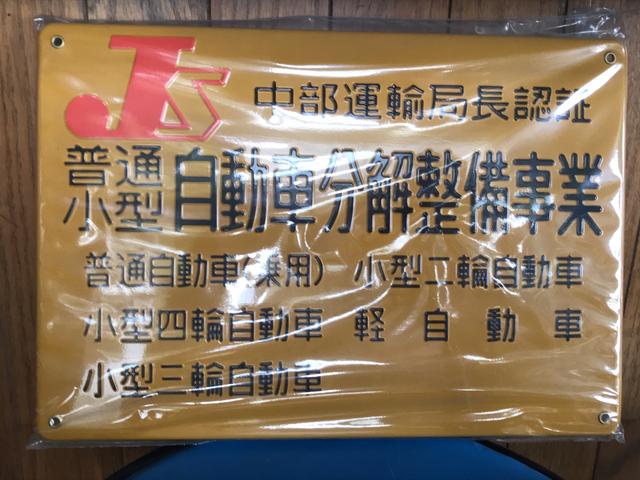 JS
中部運輸局長認証
普通
小型
自動車分解整備事業
普通自動車(乗用) 小型二輪自動車
小型四輪自動車 軽自動車
小型三輪自動車